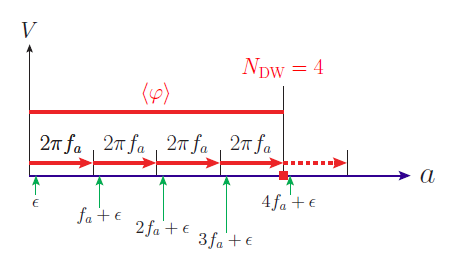 V
N_DW = 4
⟨φ⟩
2πf_a 2πf_a 2πf_a 2πf_a
a
ϵ
f_a + ϵ
2f_a + ϵ
3f_a + ϵ
4f_a + ϵ